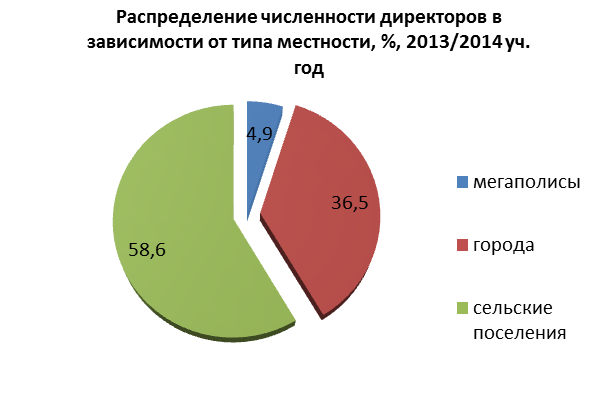 Распределение численности директоров в
зависимости от типа местности, %, 2013/2014 уч.
год
4,9
36,5
58,6
мегаполисы
города
сельские
поселения